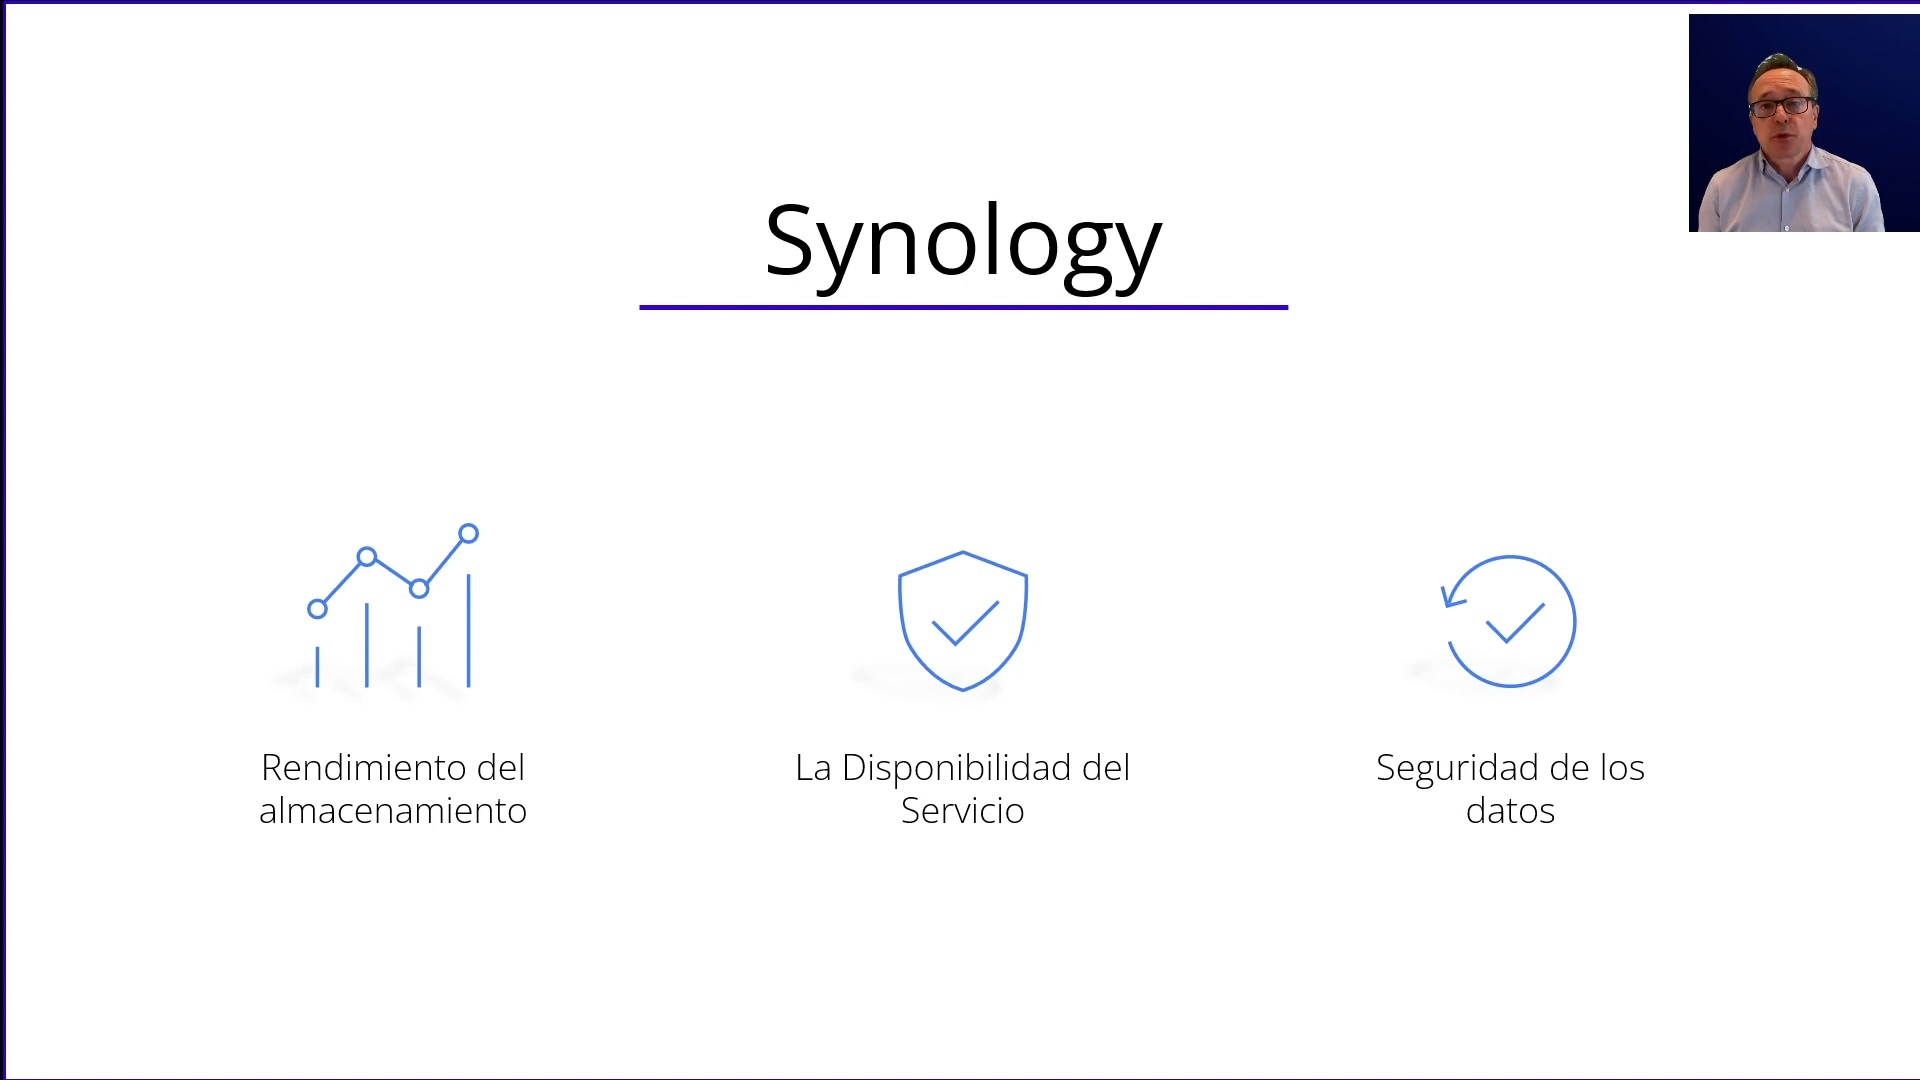 Synology
Rendimiento del
almacenamiento
La Disponibilidad del
Servicio
Seguridad de los
datos